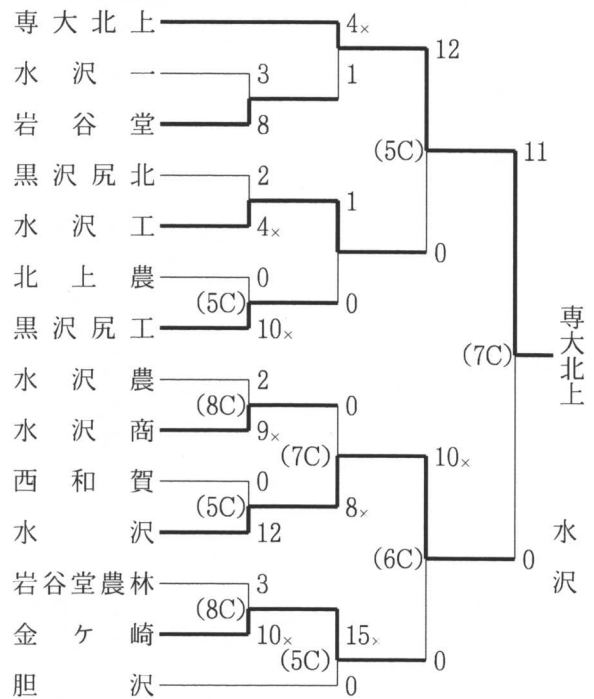 専大北上 4× 12
水沢一 3 1
岩谷堂 8
(5C) 11
黒沢尻北 2 1
水沢工 4×
0
北上農 0 0
(5C)
黒沢尻工 10×
(7C) 専大北上
水沢農 2 0
(8C)
水沢商 9×
(7C) 10×
西和賀 0 8×
(5C)
水沢 12
(6C) 0 水沢
岩谷堂農林 3 15×
(8C)
金ケ崎 10×
(5C) 0
胆沢 0